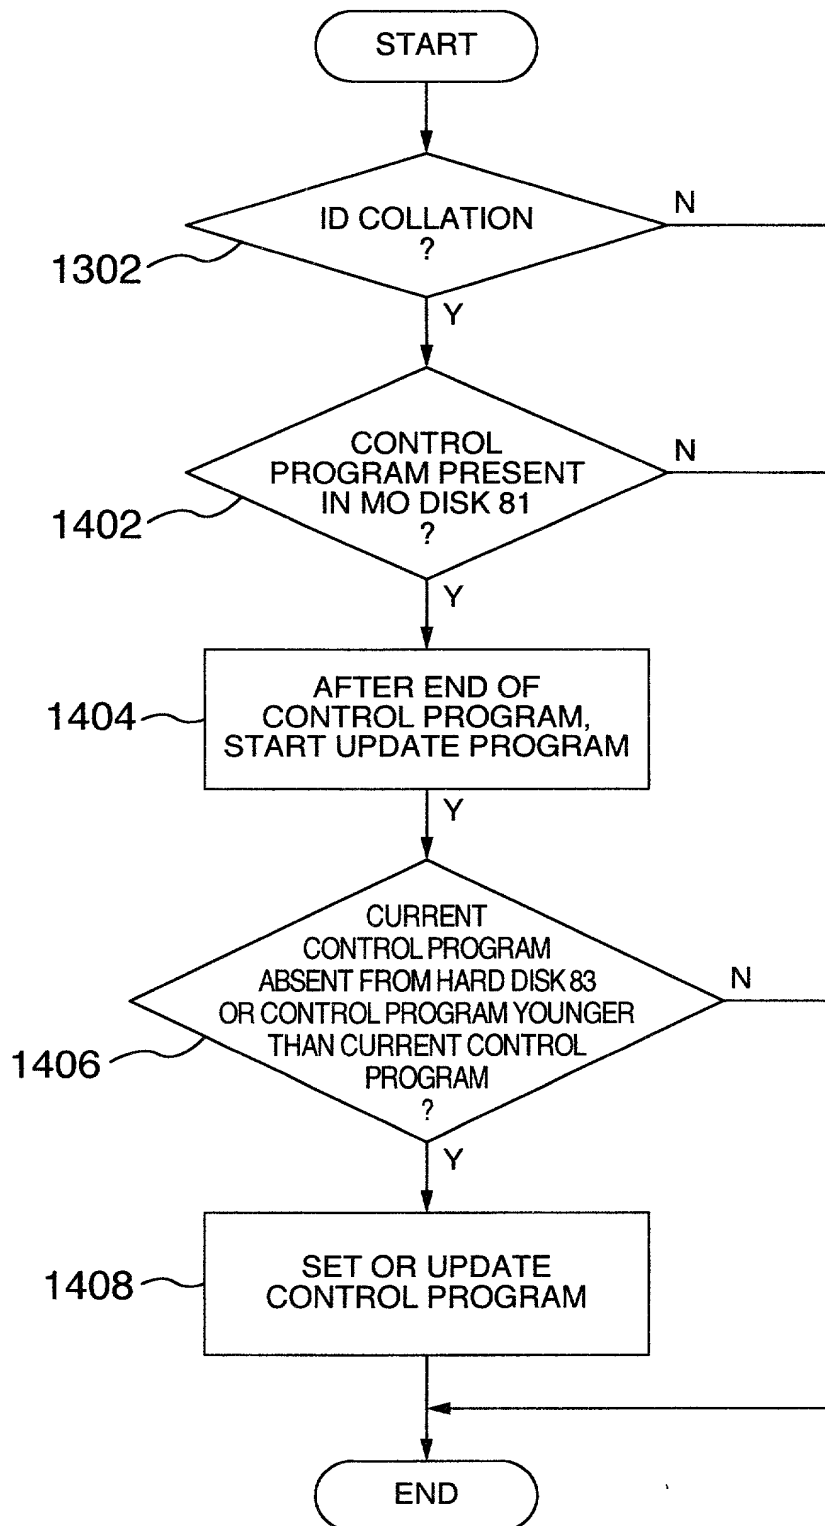 START
ID COLLATION
?
N
1302
Y
CONTROL
PROGRAM PRESENT
IN MO DISK 81
?
N
1402
Y
AFTER END OF
CONTROL PROGRAM,
START UPDATE PROGRAM
1404
Y
CURRENT
CONTROL PROGRAM
ABSENT FROM HARD DISK 83
OR CONTROL PROGRAM YOUNGER
THAN CURRENT CONTROL
PROGRAM
?
N
1406
Y
SET OR UPDATE
CONTROL PROGRAM
1408
END